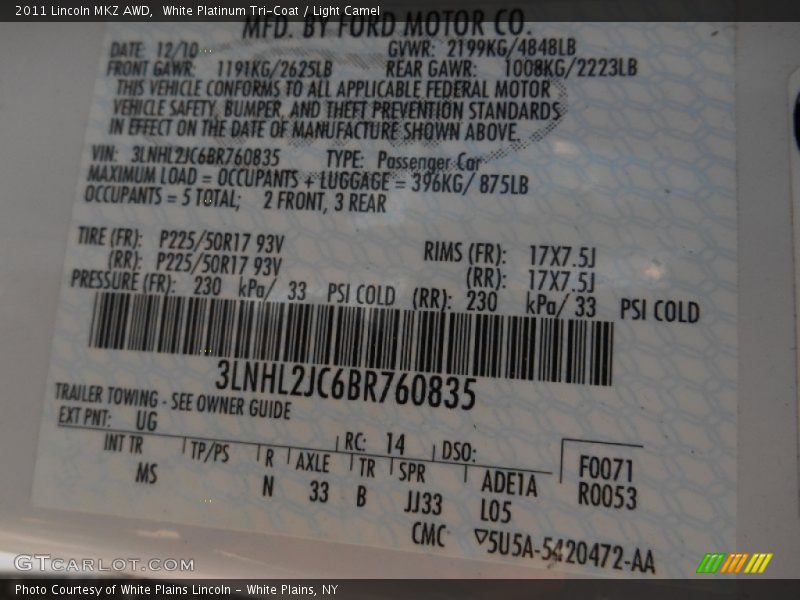 2011 Lincoln MKZ AWD, White Platinum Tri-Coat / Light Camel
MFD. BY FORD MOTOR CO.
DATE: 12/10 GVWR: 2199KG/4848LB
FRONT GAWR: 1191KG/2625LB REAR GAWR: 1008KG/2223LB
THIS VEHICLE CONFORMS TO ALL APPLICABLE FEDERAL MOTOR
VEHICLE SAFETY, BUMPER, AND THEFT PREVENTION STANDARDS
IN EFFECT ON THE DATE OF MANUFACTURE SHOWN ABOVE.
VIN: 3LNHL2JC6BR760835 TYPE: Passenger Car
MAXIMUM LOAD = OCCUPANTS + LUGGAGE = 396KG/ 875LB
OCCUPANTS = 5 TOTAL; 2 FRONT, 3 REAR
TIRE (FR): P225/50R17 93V RIMS (FR): 17X7.5J
(RR): P225/50R17 93V (RR): 17X7.5J
PRESSURE (FR): 230 kPa/ 33 PSI COLD (RR): 230 kPa/ 33 PSI COLD
3LNHL2JC6BR760835
TRAILER TOWING - SEE OWNER GUIDE
EXT PNT: UG RC: 14 DSO: F0071
INT TR TP/PS R AXLE TR SPR ADE1A R0053
MS N 33 B JJ33 L05
CMC ▽5U5A-5420472-AA
GTCarlot.com
Photo Courtesy of White Plains Lincoln - White Plains, NY